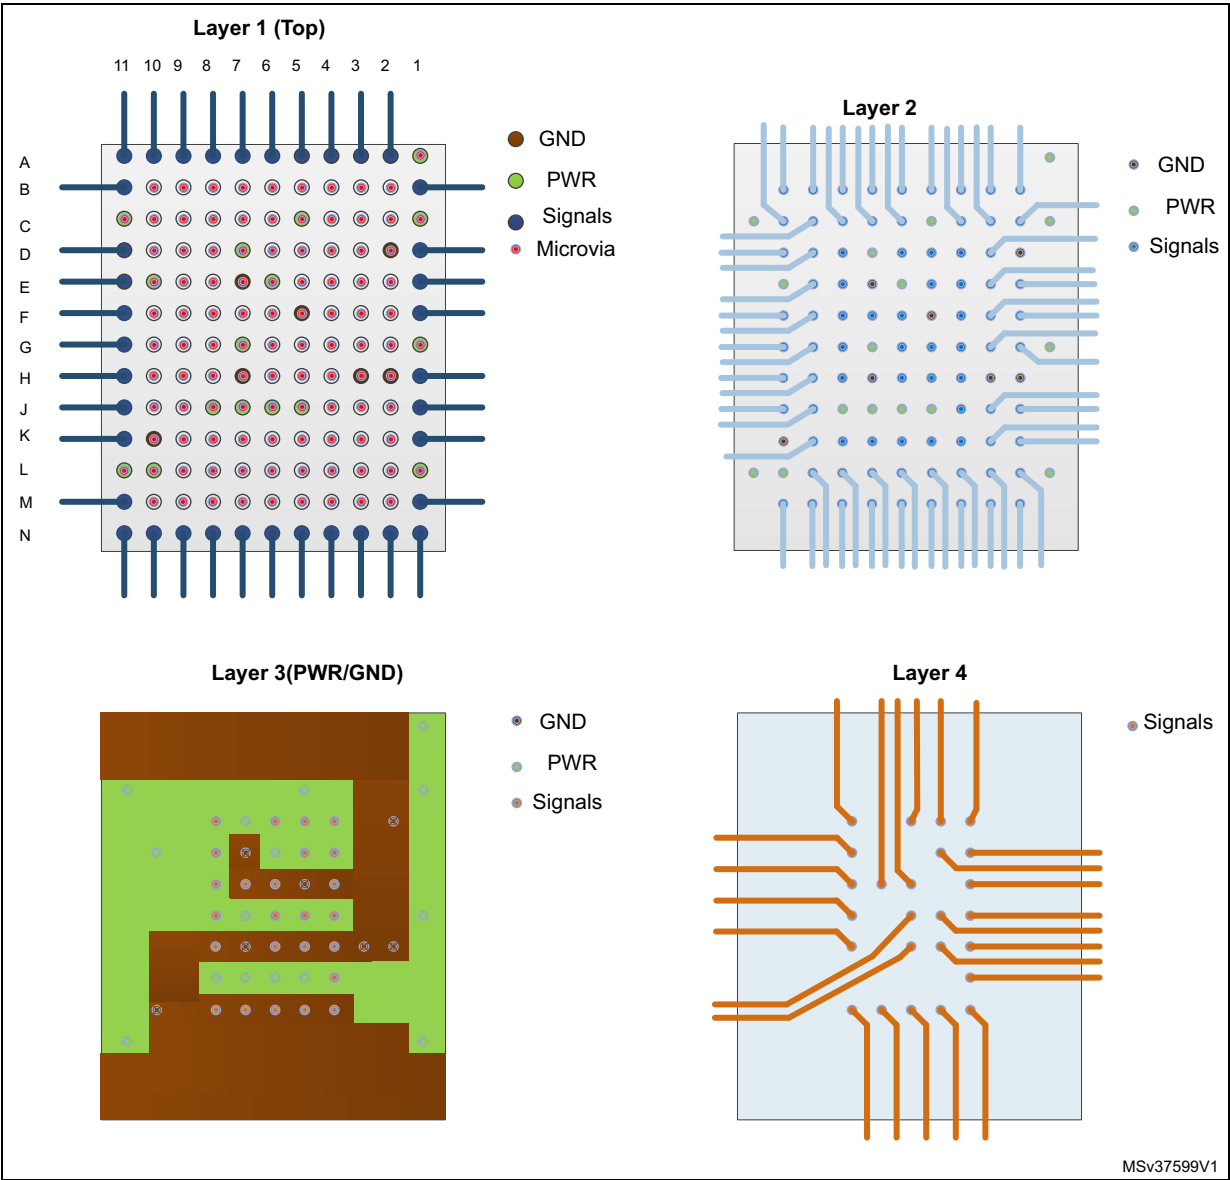 Layer 1 (Top)
11 10 9 8 7 6 5 4 3 2 1
A
B
C
D
E
F
G
H
J
K
L
M
N
GND
PWR
Signals
Microvia
Layer 2
GND
PWR
Signals
Layer 3(PWR/GND)
GND
PWR
Signals
Layer 4
Signals
MSv37599V1